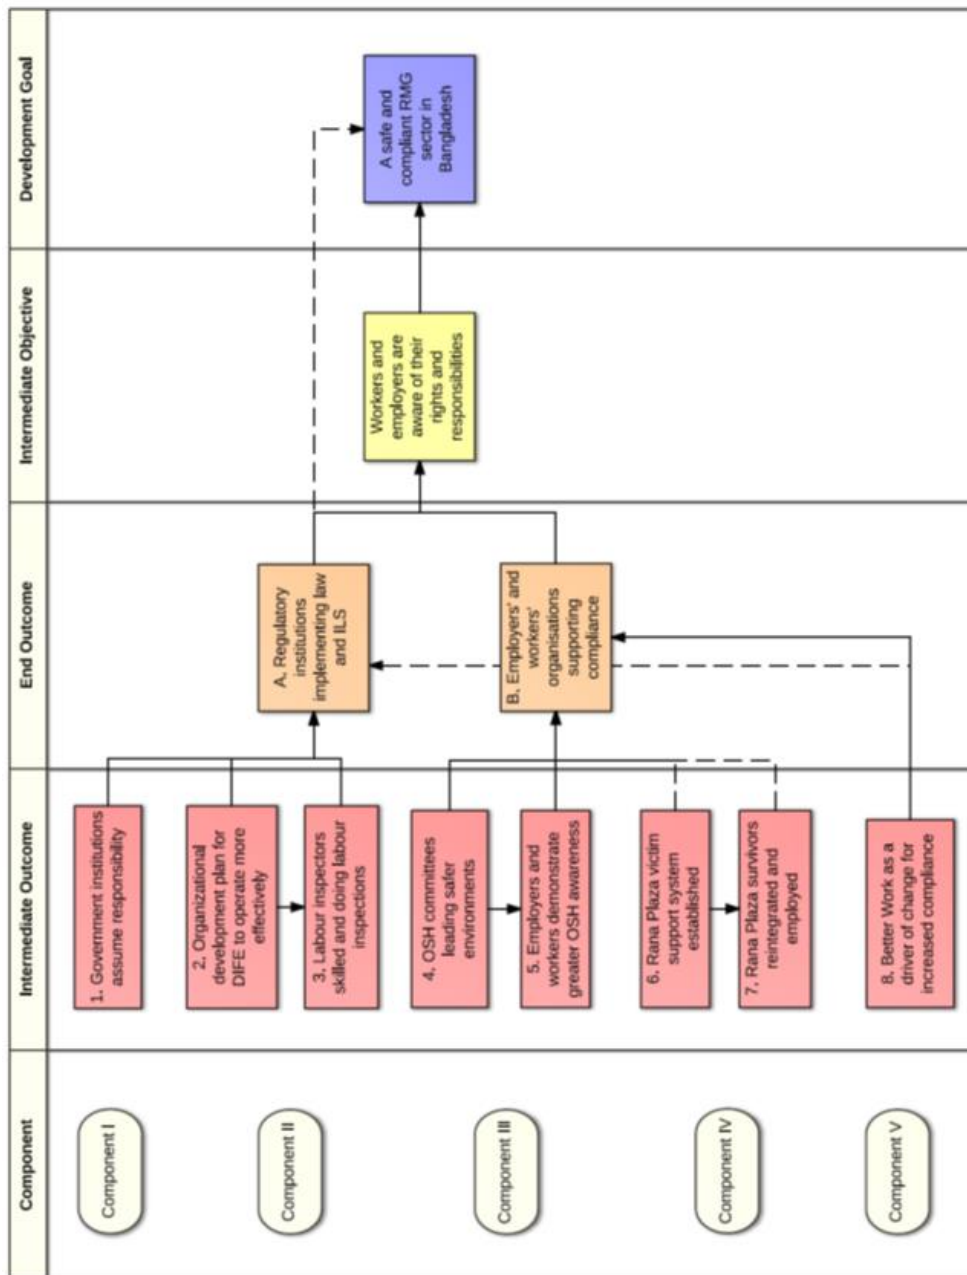 Component
Intermediate Outcome
End Outcome
Intermediate Objective
Development Goal
Component I
1. Government institutions
assume responsibility
Component II
2. Organizational
development plan for
DIFE to operate more
effectively
3. Labour inspectors
skilled and doing labour
inspections
A. Regulatory
institutions
implementing law
and ILS
Component III
4. OSH committees
leading safer
environments
5. Employers and
workers demonstrate
greater OSH awareness
B. Employers' and
workers'
organisations
supporting
compliance
Workers and
employers are
aware of their
rights and
responsibilities
A safe and
compliant RMG
sector in
Bangladesh
Component IV
6. Rana Plaza victim
support system
established
7. Rana Plaza survivors
reintegrated and
employed
Component V
8. Better Work as a
driver of change for
increased compliance